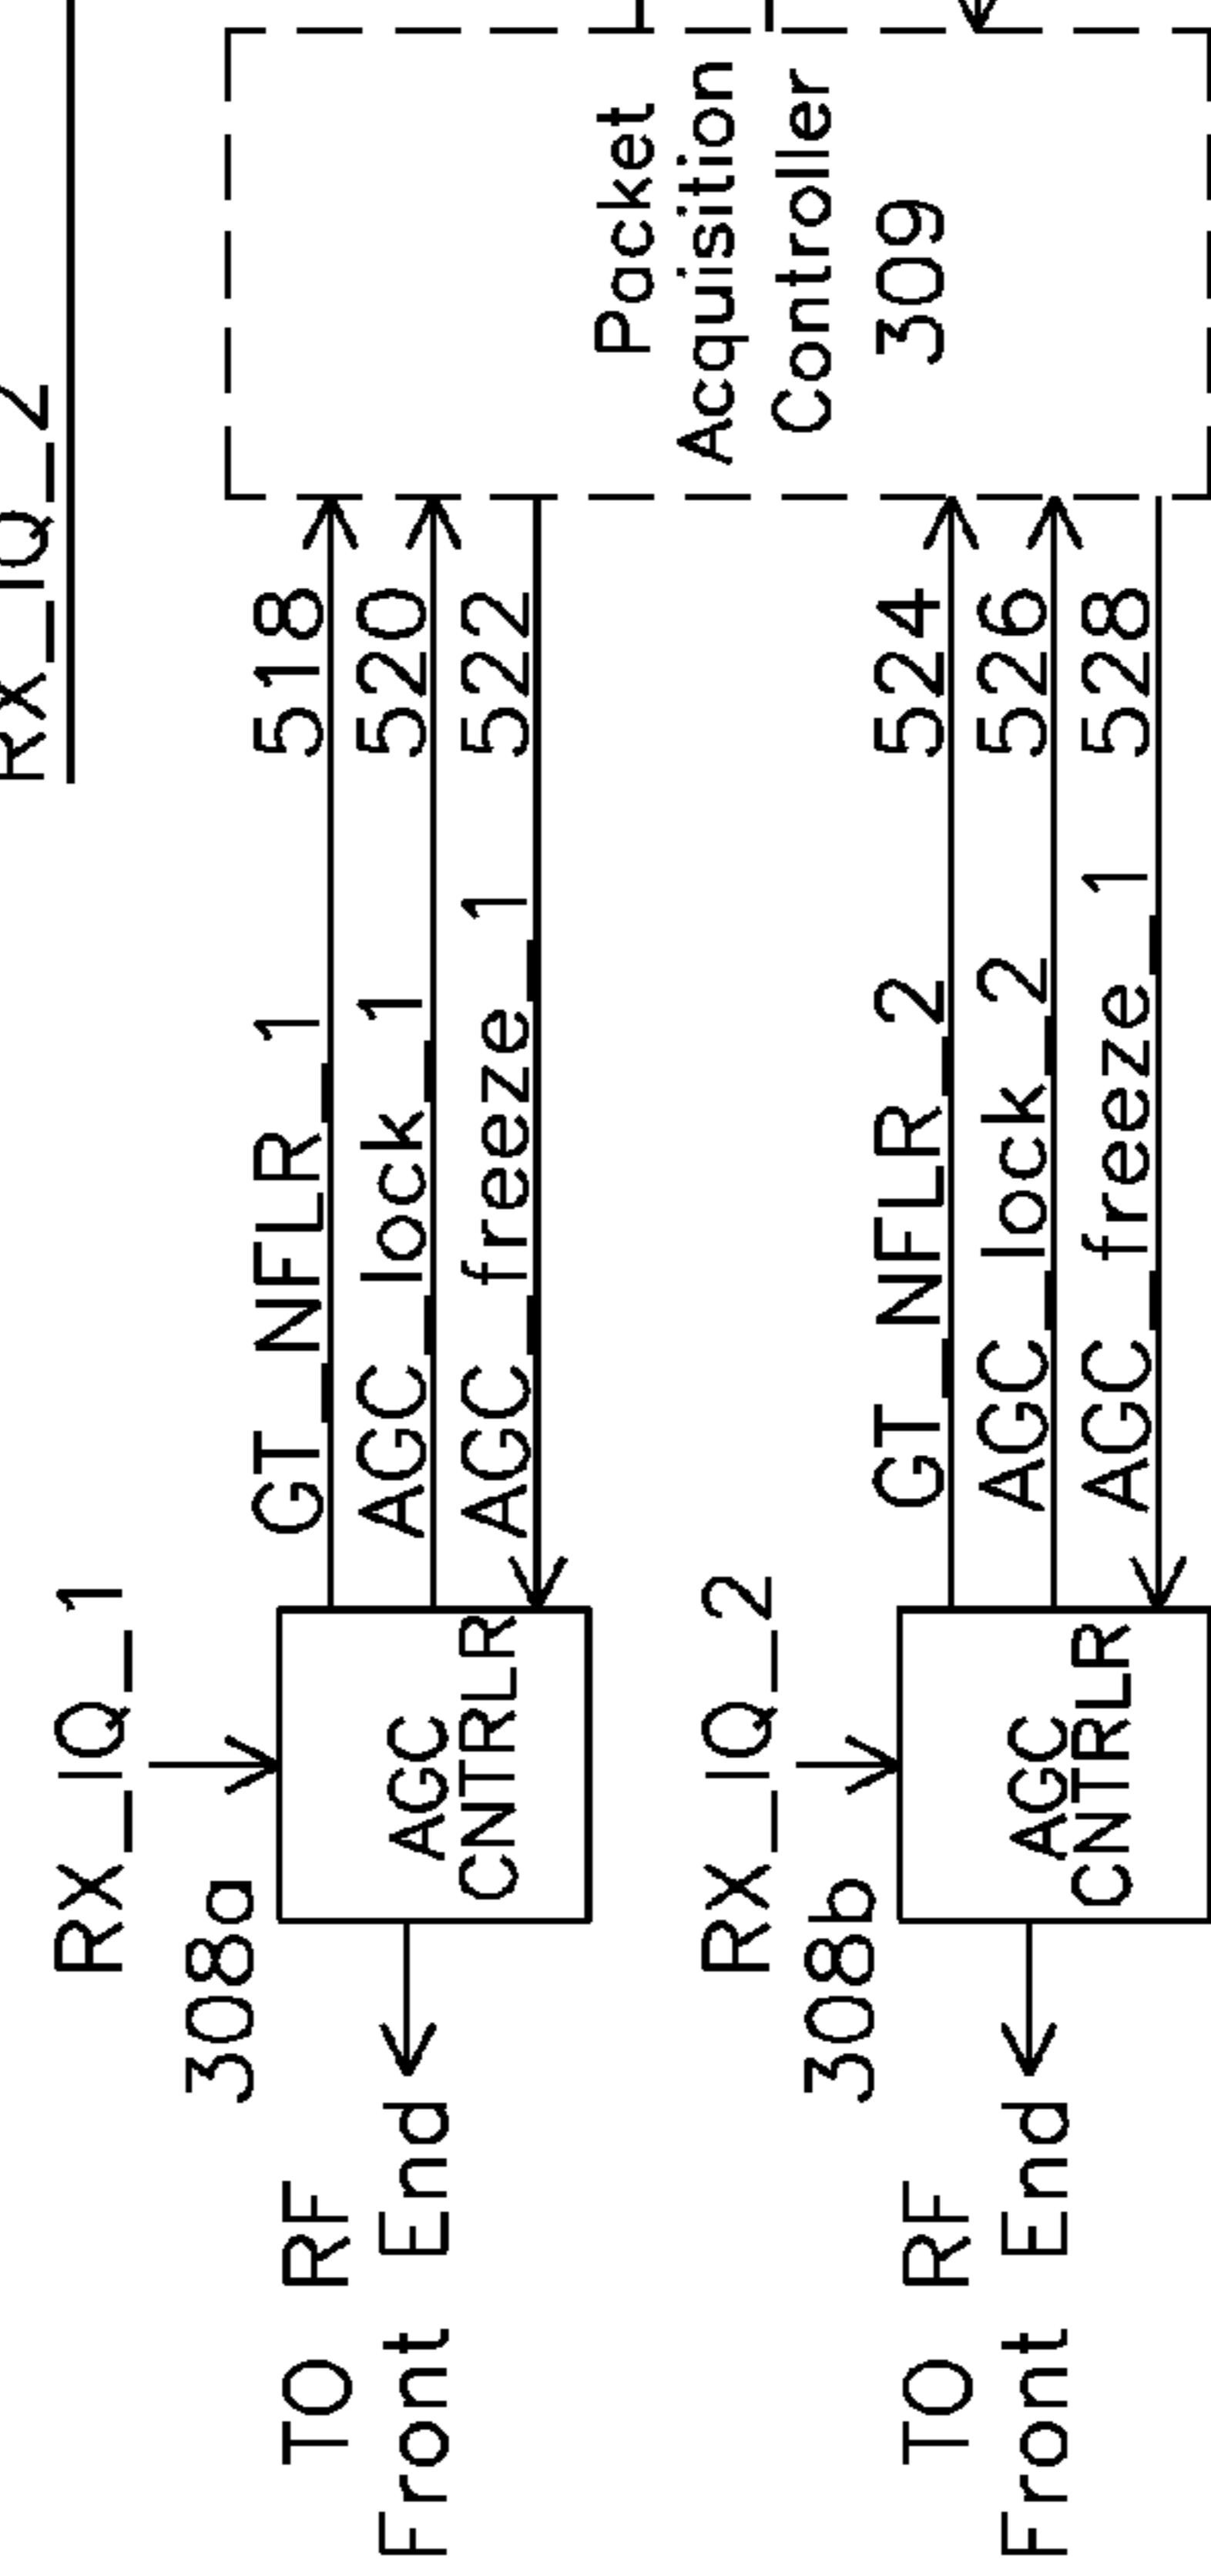 RX_IQ_2
RX_IQ_1
308a
TO RF
Front End
AGC
CNTRLR
GT_NFLR_1 518
AGC_lock_1 520
AGC_freeze_1 522
Packet
Acquisition
Controller
309
RX_IQ_2
308b
TO RF
Front End
AGC
CNTRLR
GT_NFLR_2 524
AGC_lock_2 526
AGC_freeze_1 528